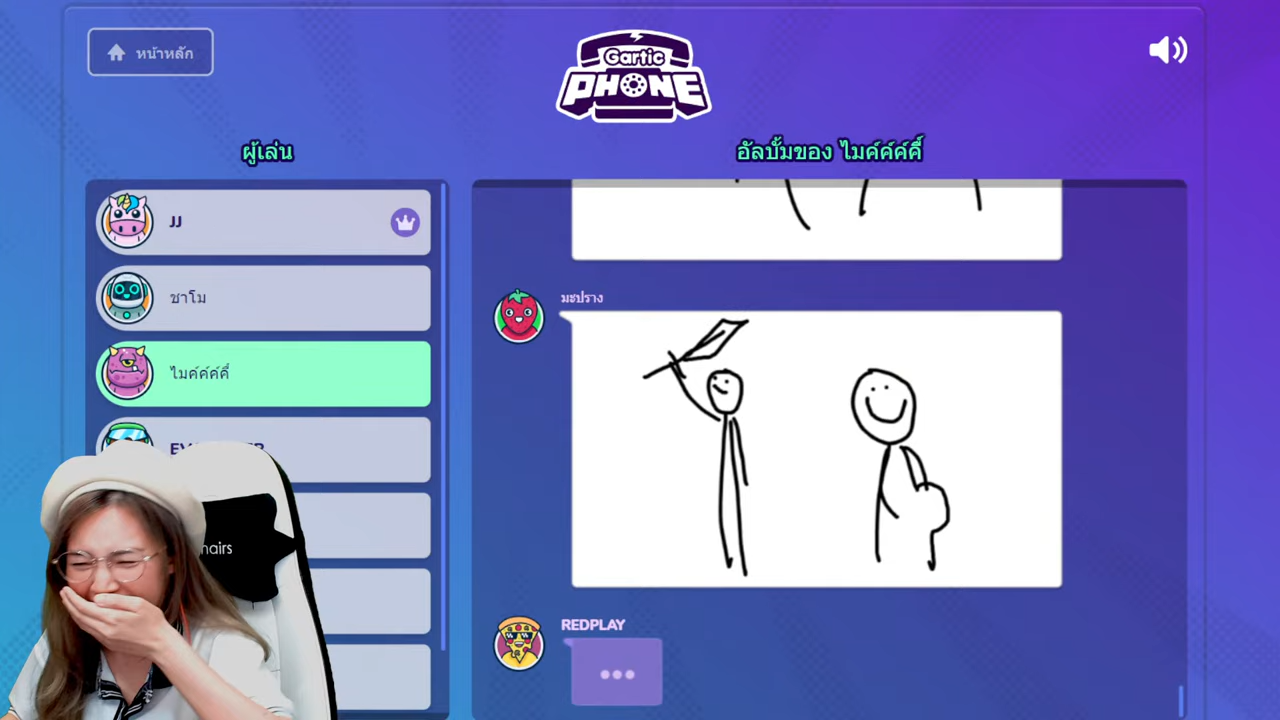 หน้าหลัก
Gartic
PHONE
ผู้เล่น
อัลบั้มของ ไมค์ค์ค์คี้
JJ
ชาโม
ไมค์ค์ค์คี้
มะปราง
REDPLAY